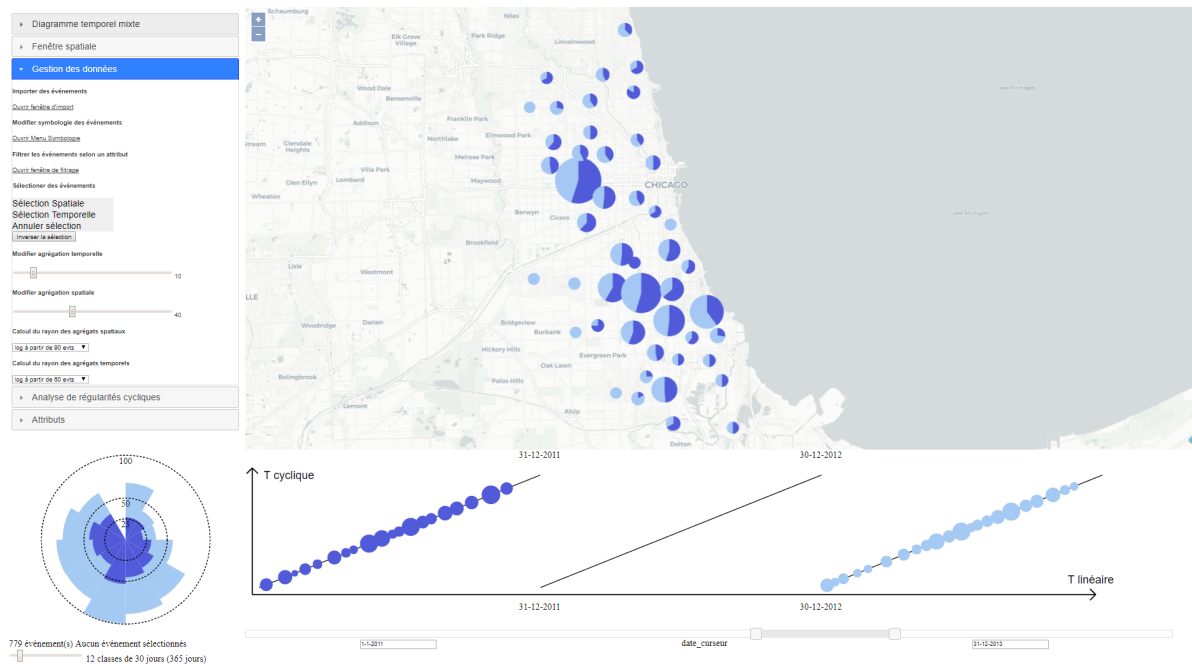 Diagramme temporel mixte
Fenêtre spatiale
Gestion des données
Importer des événements
Ouvrir fenêtre d'import
Modifier symbologie des événements
Ouvrir Menu Symbologie
Filtrer les événements selon un attribut
Ouvrir fenêtre de filtrage
Sélectioner des événements
Sélection Spatiale
Sélection Temporelle
Annuler sélection
Inverser la sélection
Modifier agrégation temporelle
10
Modifier agrégation spatiale
40
Calcul du rayon des agrégats spatiaux
log à partir de 90 evts
Calcul du rayon des agrégats temporels
log à partir de 60 evts
Analyse de régularités cycliques
Attributs
+
−
Schaumburg
Niles
Elk Grove
Village
Park Ridge
Lincolnwood
Wood Dale
Bensenville
Addison
Franklin Park
Northlake
Elmwood Park
Stream
Glendale
Heights
Melrose Park
Villa Park
Glen Ellyn
Lombard
Maywood
CHICAGO
Wheaton
Berwyn
Cicero
Brookfield
Lake Michigan
Lisle
Westmont
LLE
Woodridge
Darien
Bridgeview
Burbank
Hickory Hills
Evergreen Park
Oak Lawn
Bolingbrook
Palos Hills
Lemont
Alsip
Dolton
31-12-2011
30-12-2012
T cyclique
T linéaire
31-12-2011
30-12-2012
100
50
25
779 événement(s) Aucun événement sélectionnés
12 classes de 30 jours (365 jours)
1-1-2011
date_curseur
31-12-2013